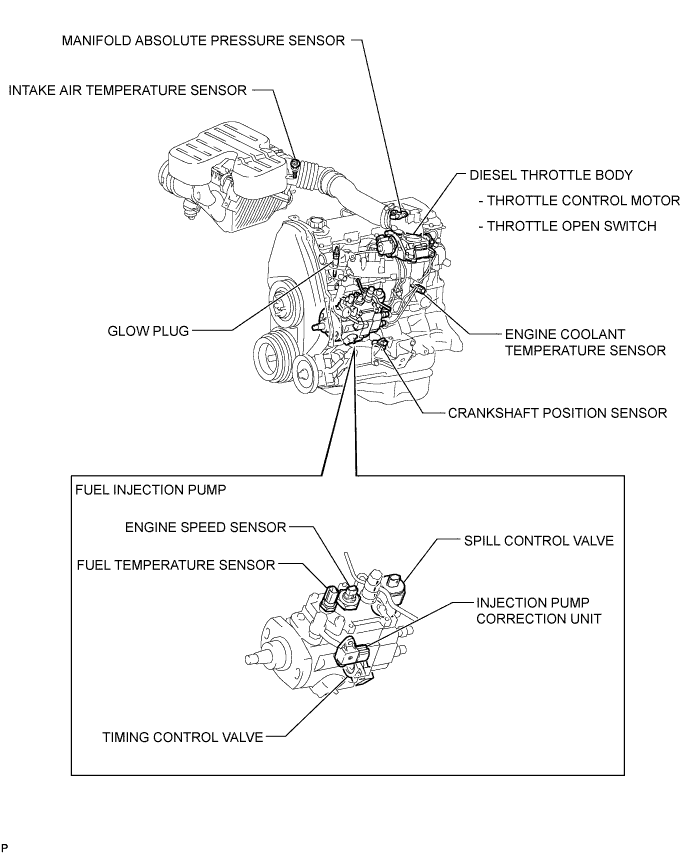 MANIFOLD ABSOLUTE PRESSURE SENSOR
INTAKE AIR TEMPERATURE SENSOR
DIESEL THROTTLE BODY
- THROTTLE CONTROL MOTOR
- THROTTLE OPEN SWITCH
GLOW PLUG
ENGINE COOLANT
TEMPERATURE SENSOR
CRANKSHAFT POSITION SENSOR
FUEL INJECTION PUMP
ENGINE SPEED SENSOR
SPILL CONTROL VALVE
FUEL TEMPERATURE SENSOR
INJECTION PUMP
CORRECTION UNIT
TIMING CONTROL VALVE
P